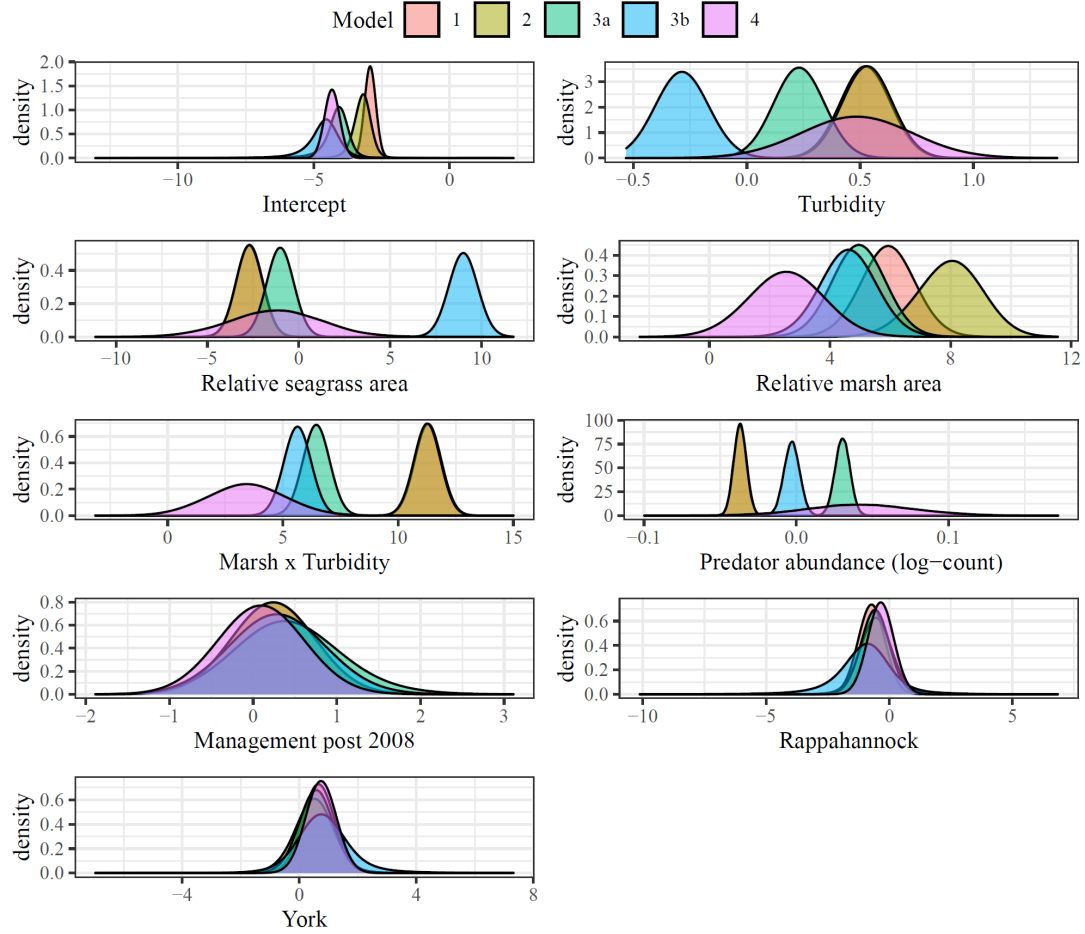 Model 1 2 3a 3b 4
density
2.0
1.5
1.0
0.5
0.0
−10 −5 0
Intercept
density
3
2
1
0
−0.5 0.0 0.5 1.0
Turbidity
density
0.4
0.2
0.0
−10 −5 0 5 10
Relative seagrass area
density
0.4
0.3
0.2
0.1
0.0
0 4 8 12
Relative marsh area
density
0.6
0.4
0.2
0.0
0 5 10 15
Marsh x Turbidity
density
100
75
50
25
0
−0.1 0.0 0.1
Predator abundance (log−count)
density
0.8
0.6
0.4
0.2
0.0
−2 −1 0 1 2 3
Management post 2008
density
0.6
0.4
0.2
0.0
−10 −5 0 5
Rappahannock
density
0.6
0.4
0.2
0.0
−4 0 4 8
York